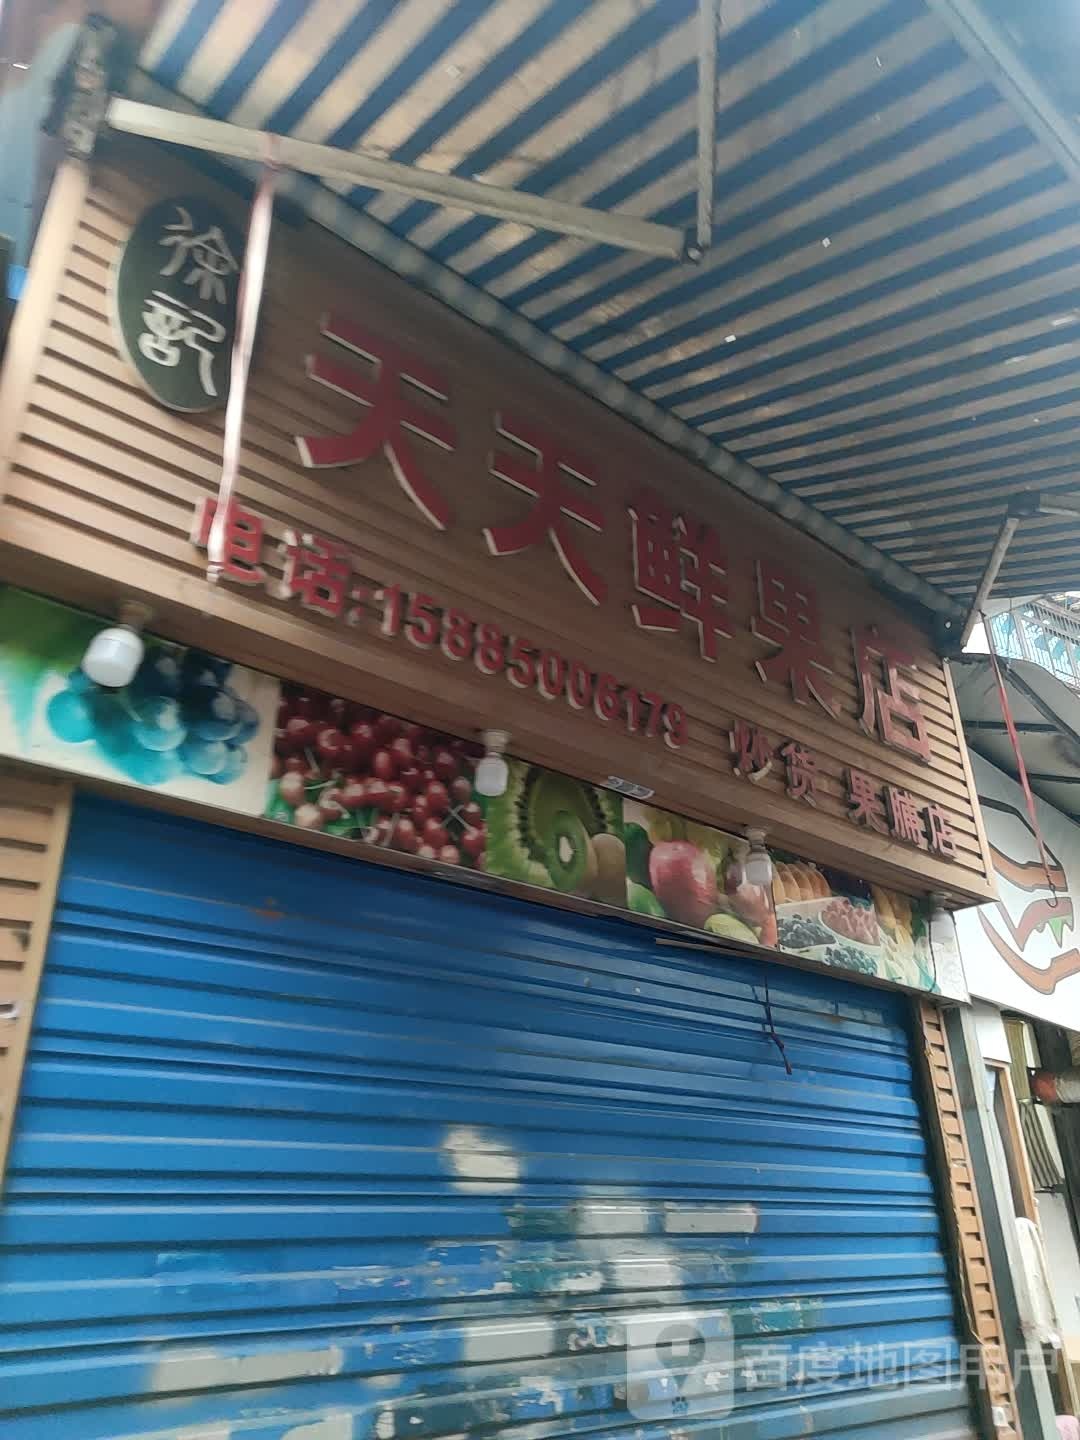 徐記
天天鲜果店
电话:15885006179
炒货 果脯店
百度地图用户